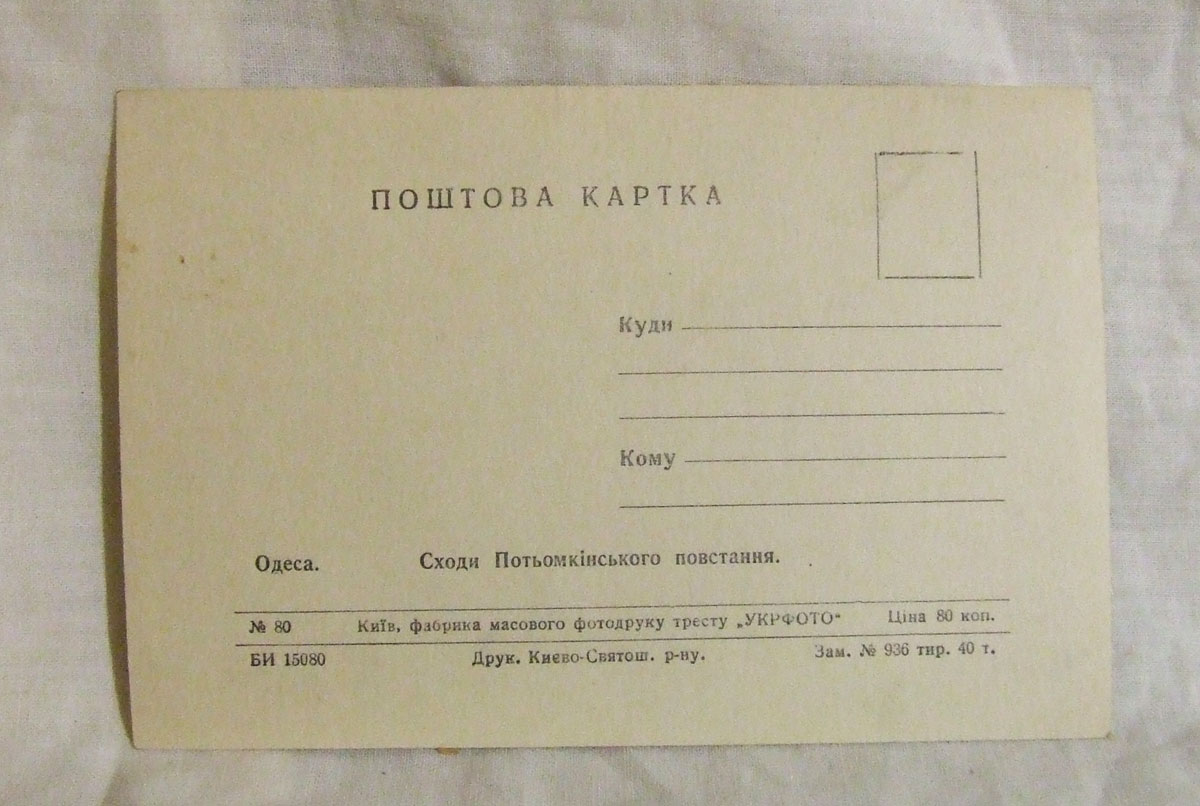 ПОШТОВА КАРТКА
Куди
Кому
Одеса. Сходи Потьомкінського повстання.
№ 80 Київ, фабрика масового фотодруку тресту „УКРФОТО“ Ціна 80 коп.
БИ 15080 Друк. Києво-Святош. р-ну. Зам. № 936 тир. 40 т.